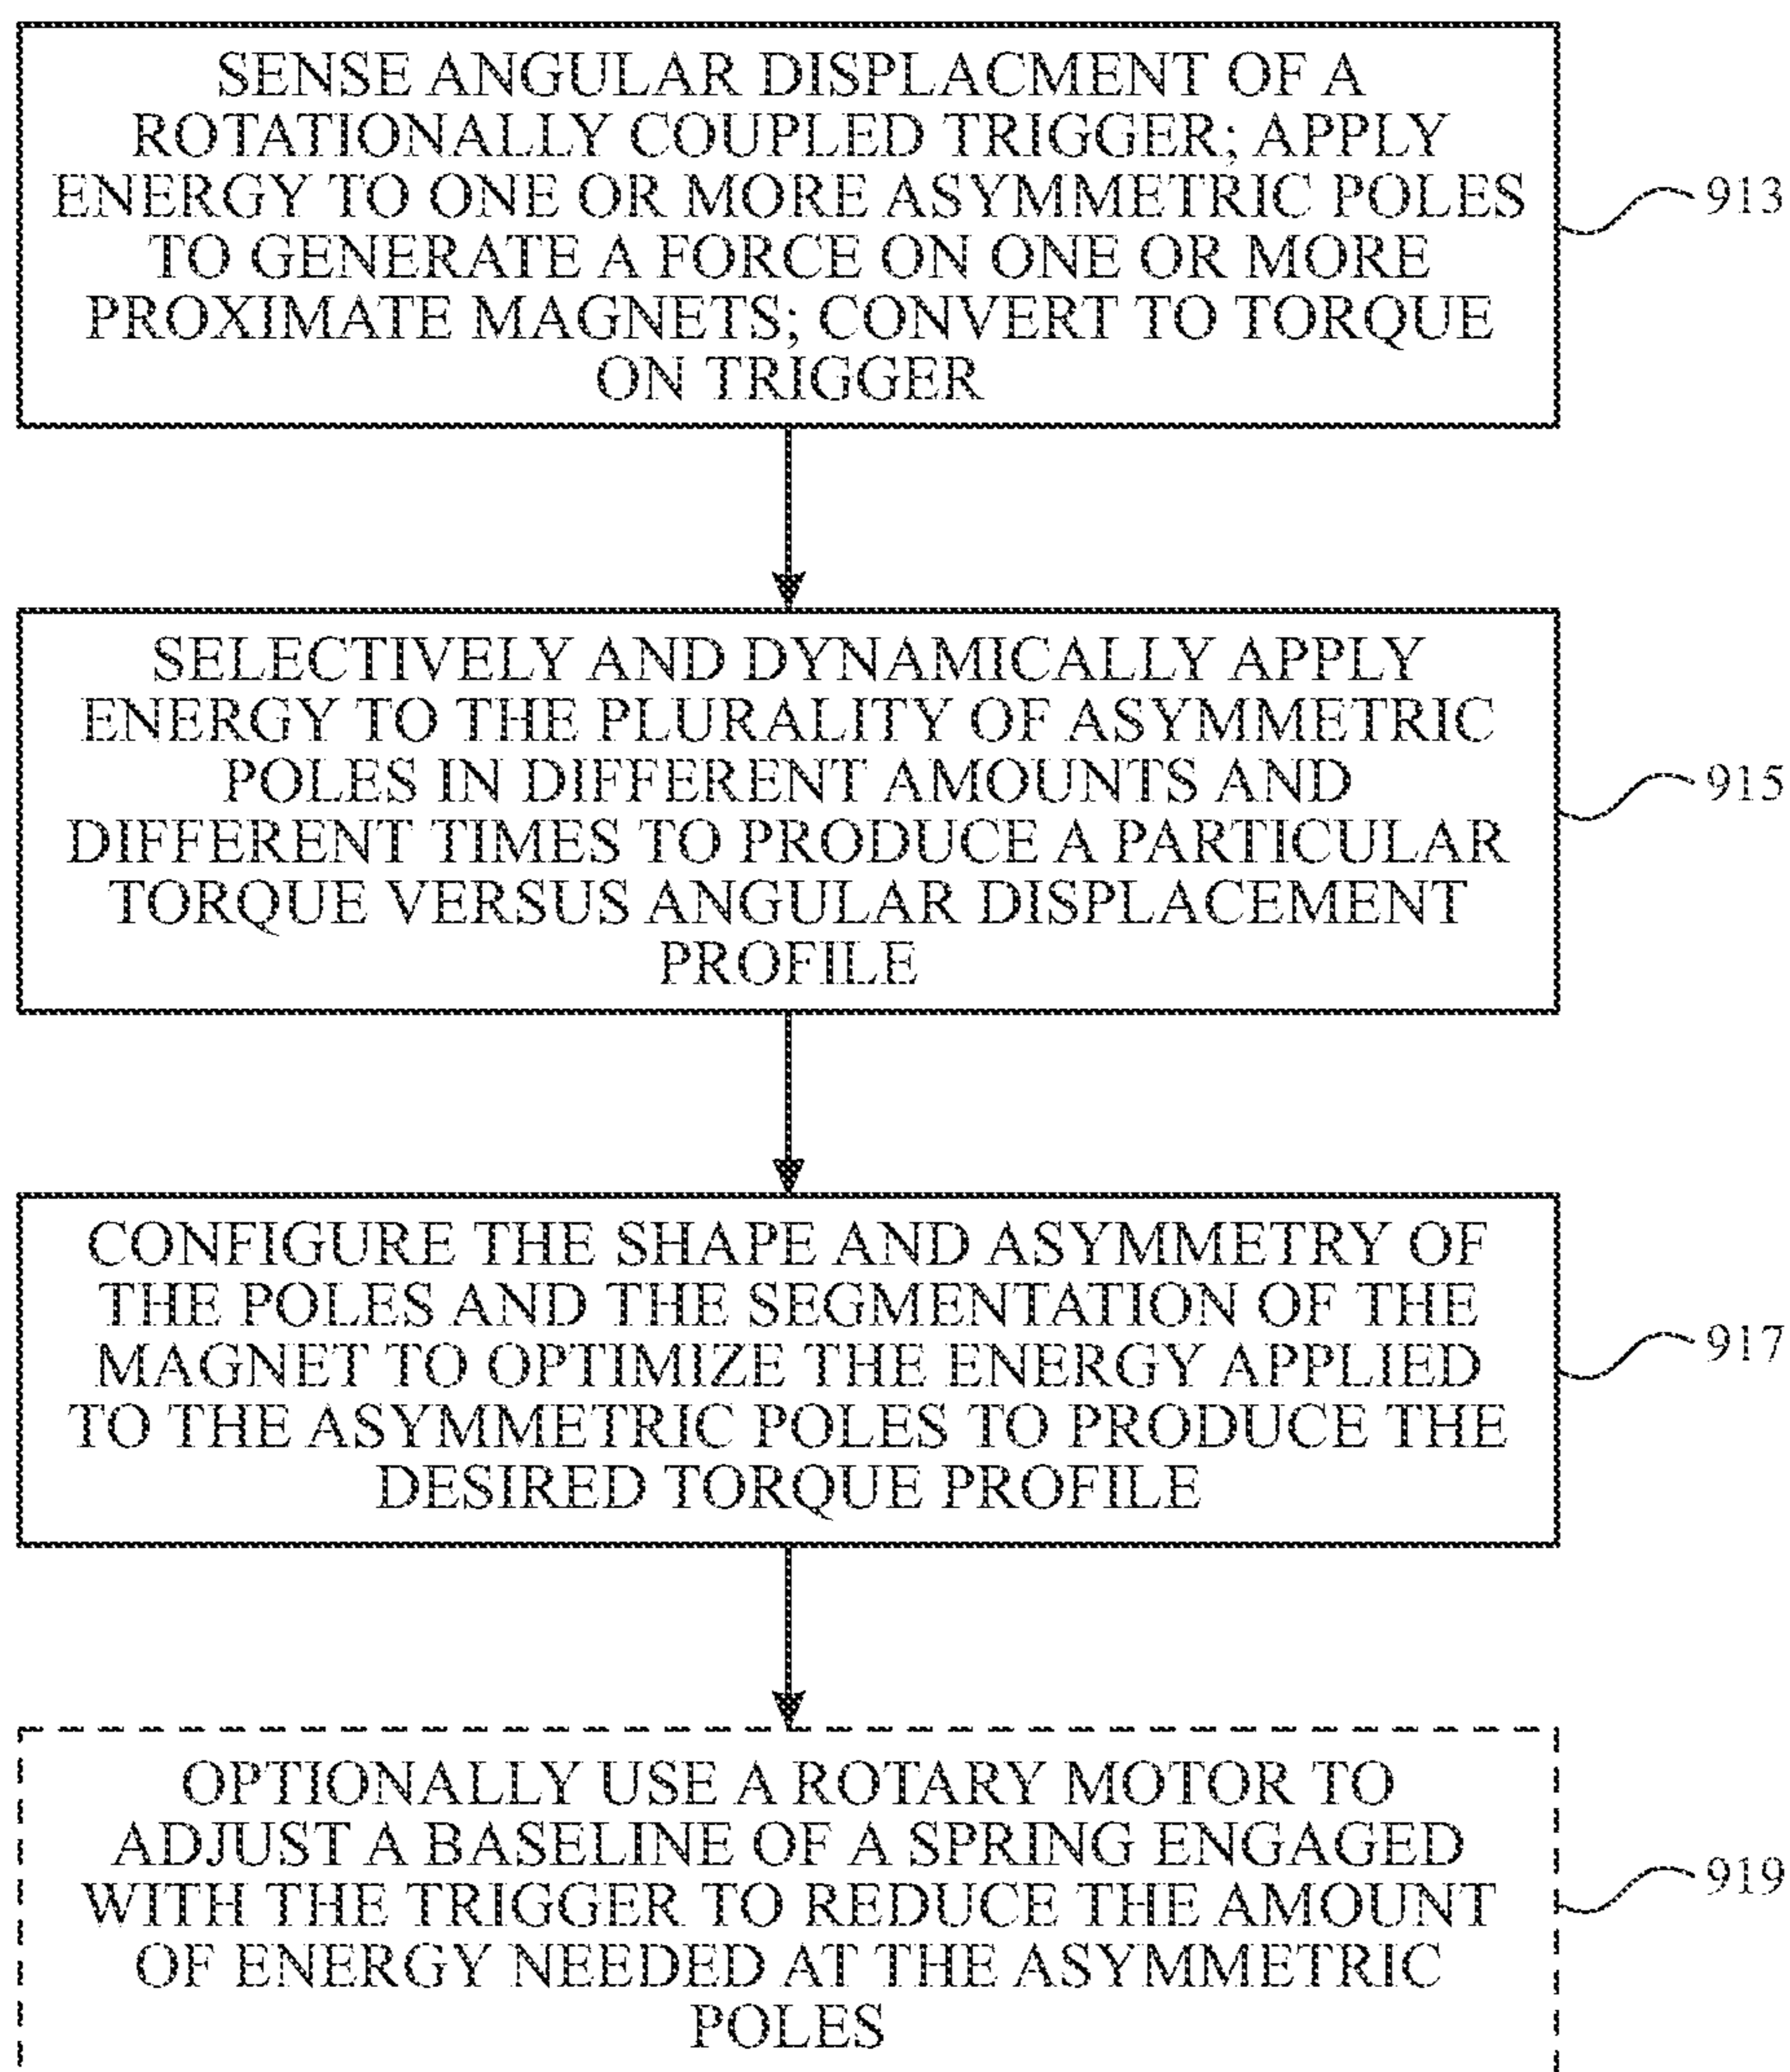 SENSE ANGULAR DISPLACMENT OF A
ROTATIONALLY COUPLED TRIGGER; APPLY
ENERGY TO ONE OR MORE ASYMMETRIC POLES
TO GENERATE A FORCE ON ONE OR MORE
PROXIMATE MAGNETS; CONVERT TO TORQUE
ON TRIGGER
913
SELECTIVELY AND DYNAMICALLY APPLY
ENERGY TO THE PLURALITY OF ASYMMETRIC
POLES IN DIFFERENT AMOUNTS AND
DIFFERENT TIMES TO PRODUCE A PARTICULAR
TORQUE VERSUS ANGULAR DISPLACEMENT
PROFILE
915
CONFIGURE THE SHAPE AND ASYMMETRY OF
THE POLES AND THE SEGMENTATION OF THE
MAGNET TO OPTIMIZE THE ENERGY APPLIED
TO THE ASYMMETRIC POLES TO PRODUCE THE
DESIRED TORQUE PROFILE
917
OPTIONALLY USE A ROTARY MOTOR TO
ADJUST A BASELINE OF A SPRING ENGAGED
WITH THE TRIGGER TO REDUCE THE AMOUNT
OF ENERGY NEEDED AT THE ASYMMETRIC
POLES
919